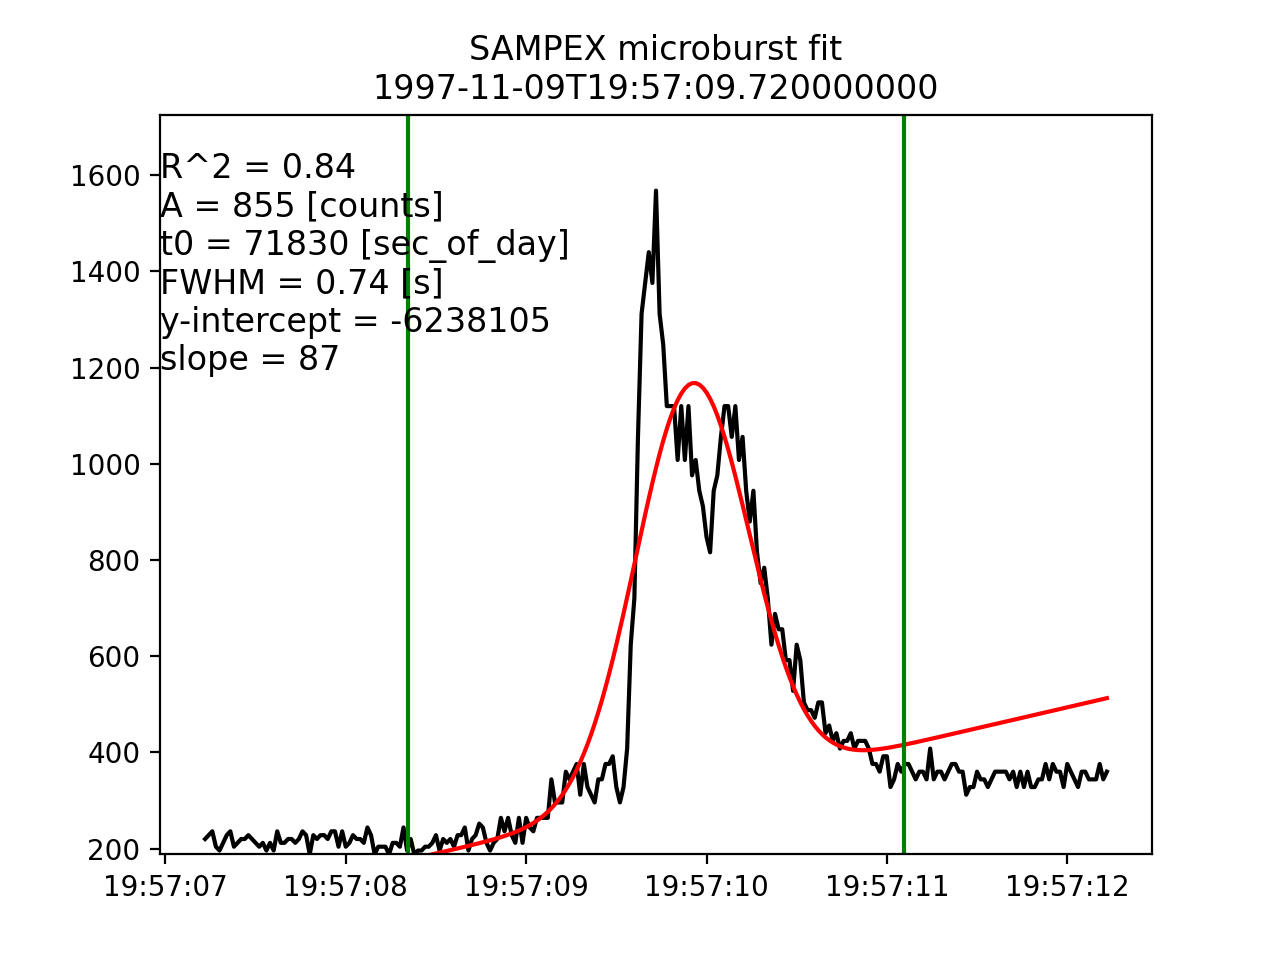 SAMPEX microburst fit
1997-11-09T19:57:09.720000000
R^2 = 0.84
A = 855 [counts]
t0 = 71830 [sec_of_day]
FWHM = 0.74 [s]
y-intercept = -6238105
slope = 87
1600
1400
1200
1000
800
600
400
200
19:57:07 19:57:08 19:57:09 19:57:10 19:57:11 19:57:12